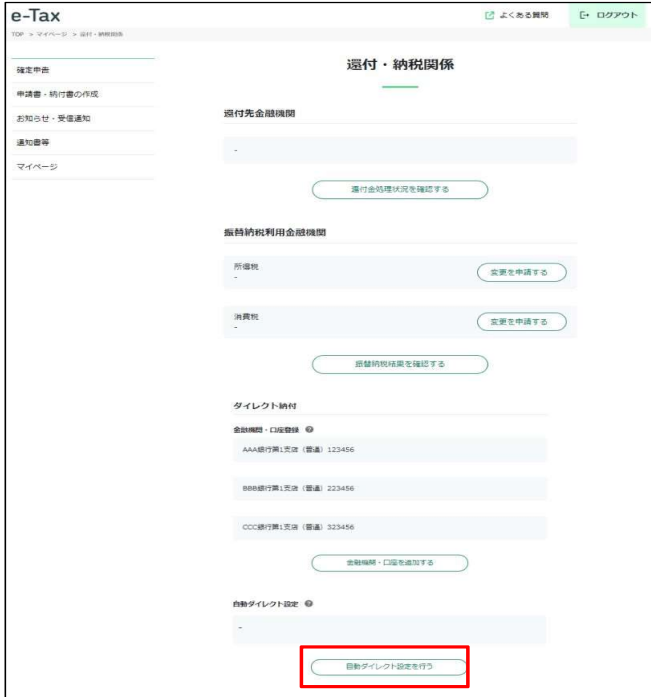 e-Tax
よくある質問
ログアウト
TOP > マイページ > 還付・納税関係
確定申告
申請書・納付書の作成
お知らせ・受信通知
通知書等
マイページ
還付・納税関係
還付先金融機関
-
還付金処理状況を確認する
振替納税利用金融機関
所得税
-
変更を申請する
消費税
-
変更を申請する
振替納税結果を確認する
ダイレクト納付
金融機関・口座登録
AAA銀行第1支店（普通）123456
BBB銀行第1支店（普通）223456
CCC銀行第1支店（普通）323456
金融機関・口座を追加する
自動ダイレクト設定
-
自動ダイレクト設定を行う